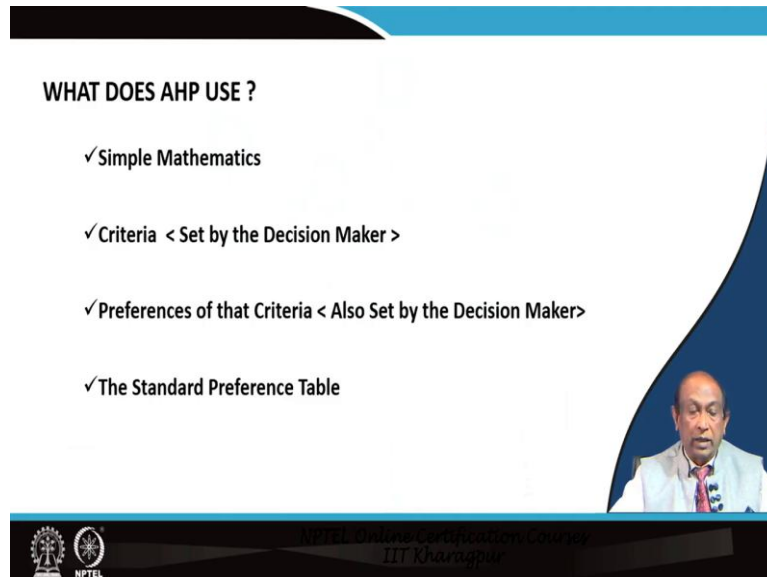 WHAT DOES AHP USE ?
✓Simple Mathematics
✓Criteria < Set by the Decision Maker >
✓Preferences of that Criteria < Also Set by the Decision Maker>
✓The Standard Preference Table
NPTEL Online Certification Courses
IIT Kharagpur
NPTEL